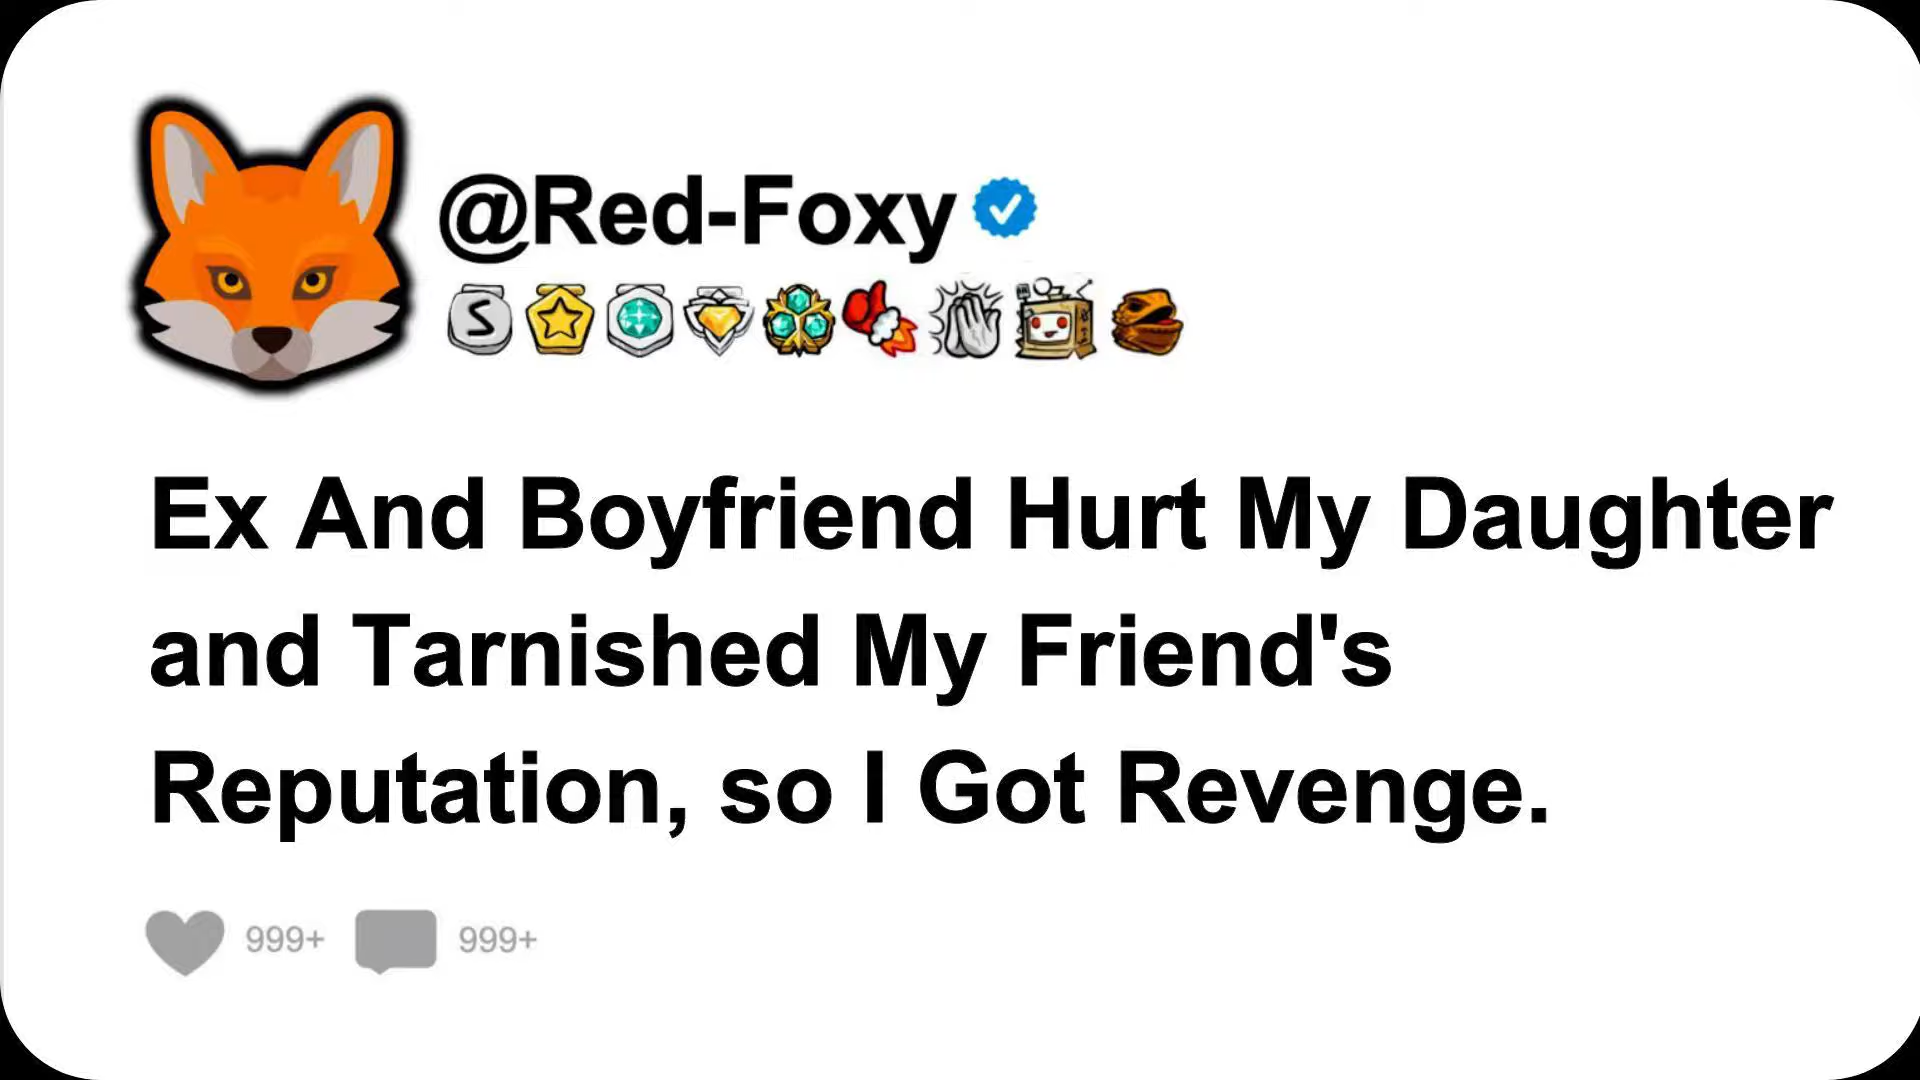 @Red-Foxy
S
Ex And Boyfriend Hurt My Daughter
and Tarnished My Friend's
Reputation, so I Got Revenge.
999+ 999+